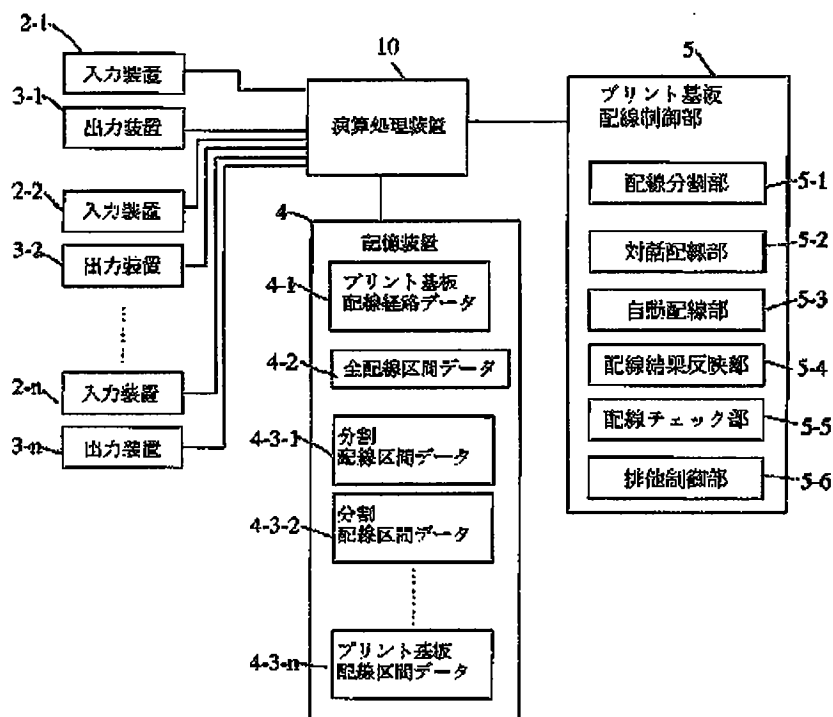 2-1
入力装置
3-1
出力装置
2-2
入力装置
3-2
出力装置
2-n
入力装置
3-n
出力装置
10
演算処理装置
4
記憶装置
4-1
プリント基板
配線経路データ
4-2
全配線区間データ
4-3-1
分割
配線区間データ
4-3-2
分割
配線区間データ
4-3-n
プリント基板
配線区間データ
5
プリント基板
配線制御部
配線分割部
5-1
対話配線部
5-2
自動配線部
5-3
配線結果反映部
5-4
配線チェック部
5-5
排他制御部
5-6